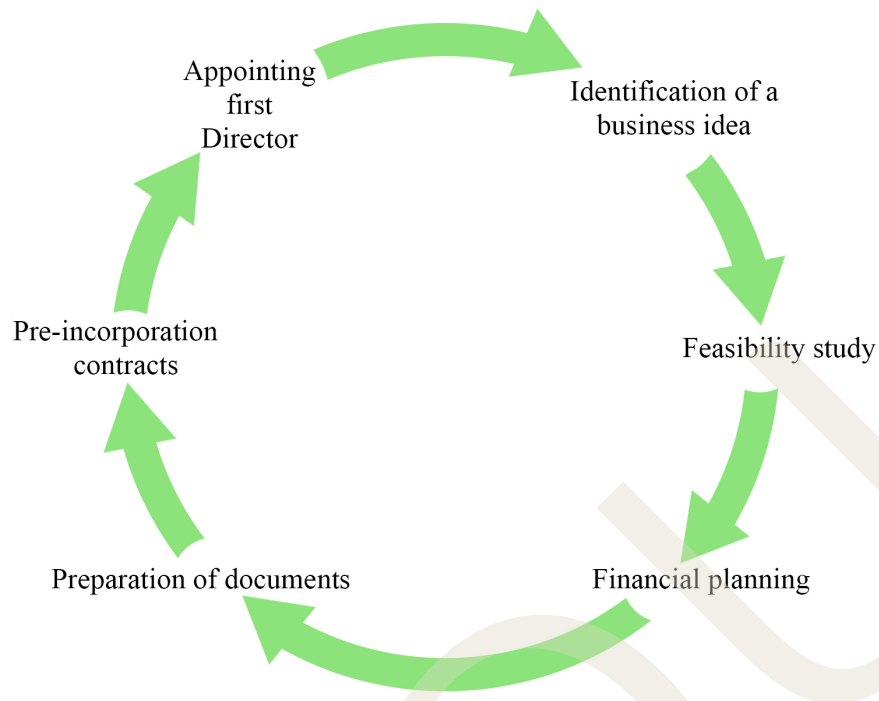 Appointing
first
Director
Identification of a
business idea
Feasibility study
Financial planning
Preparation of documents
Pre-incorporation
contracts